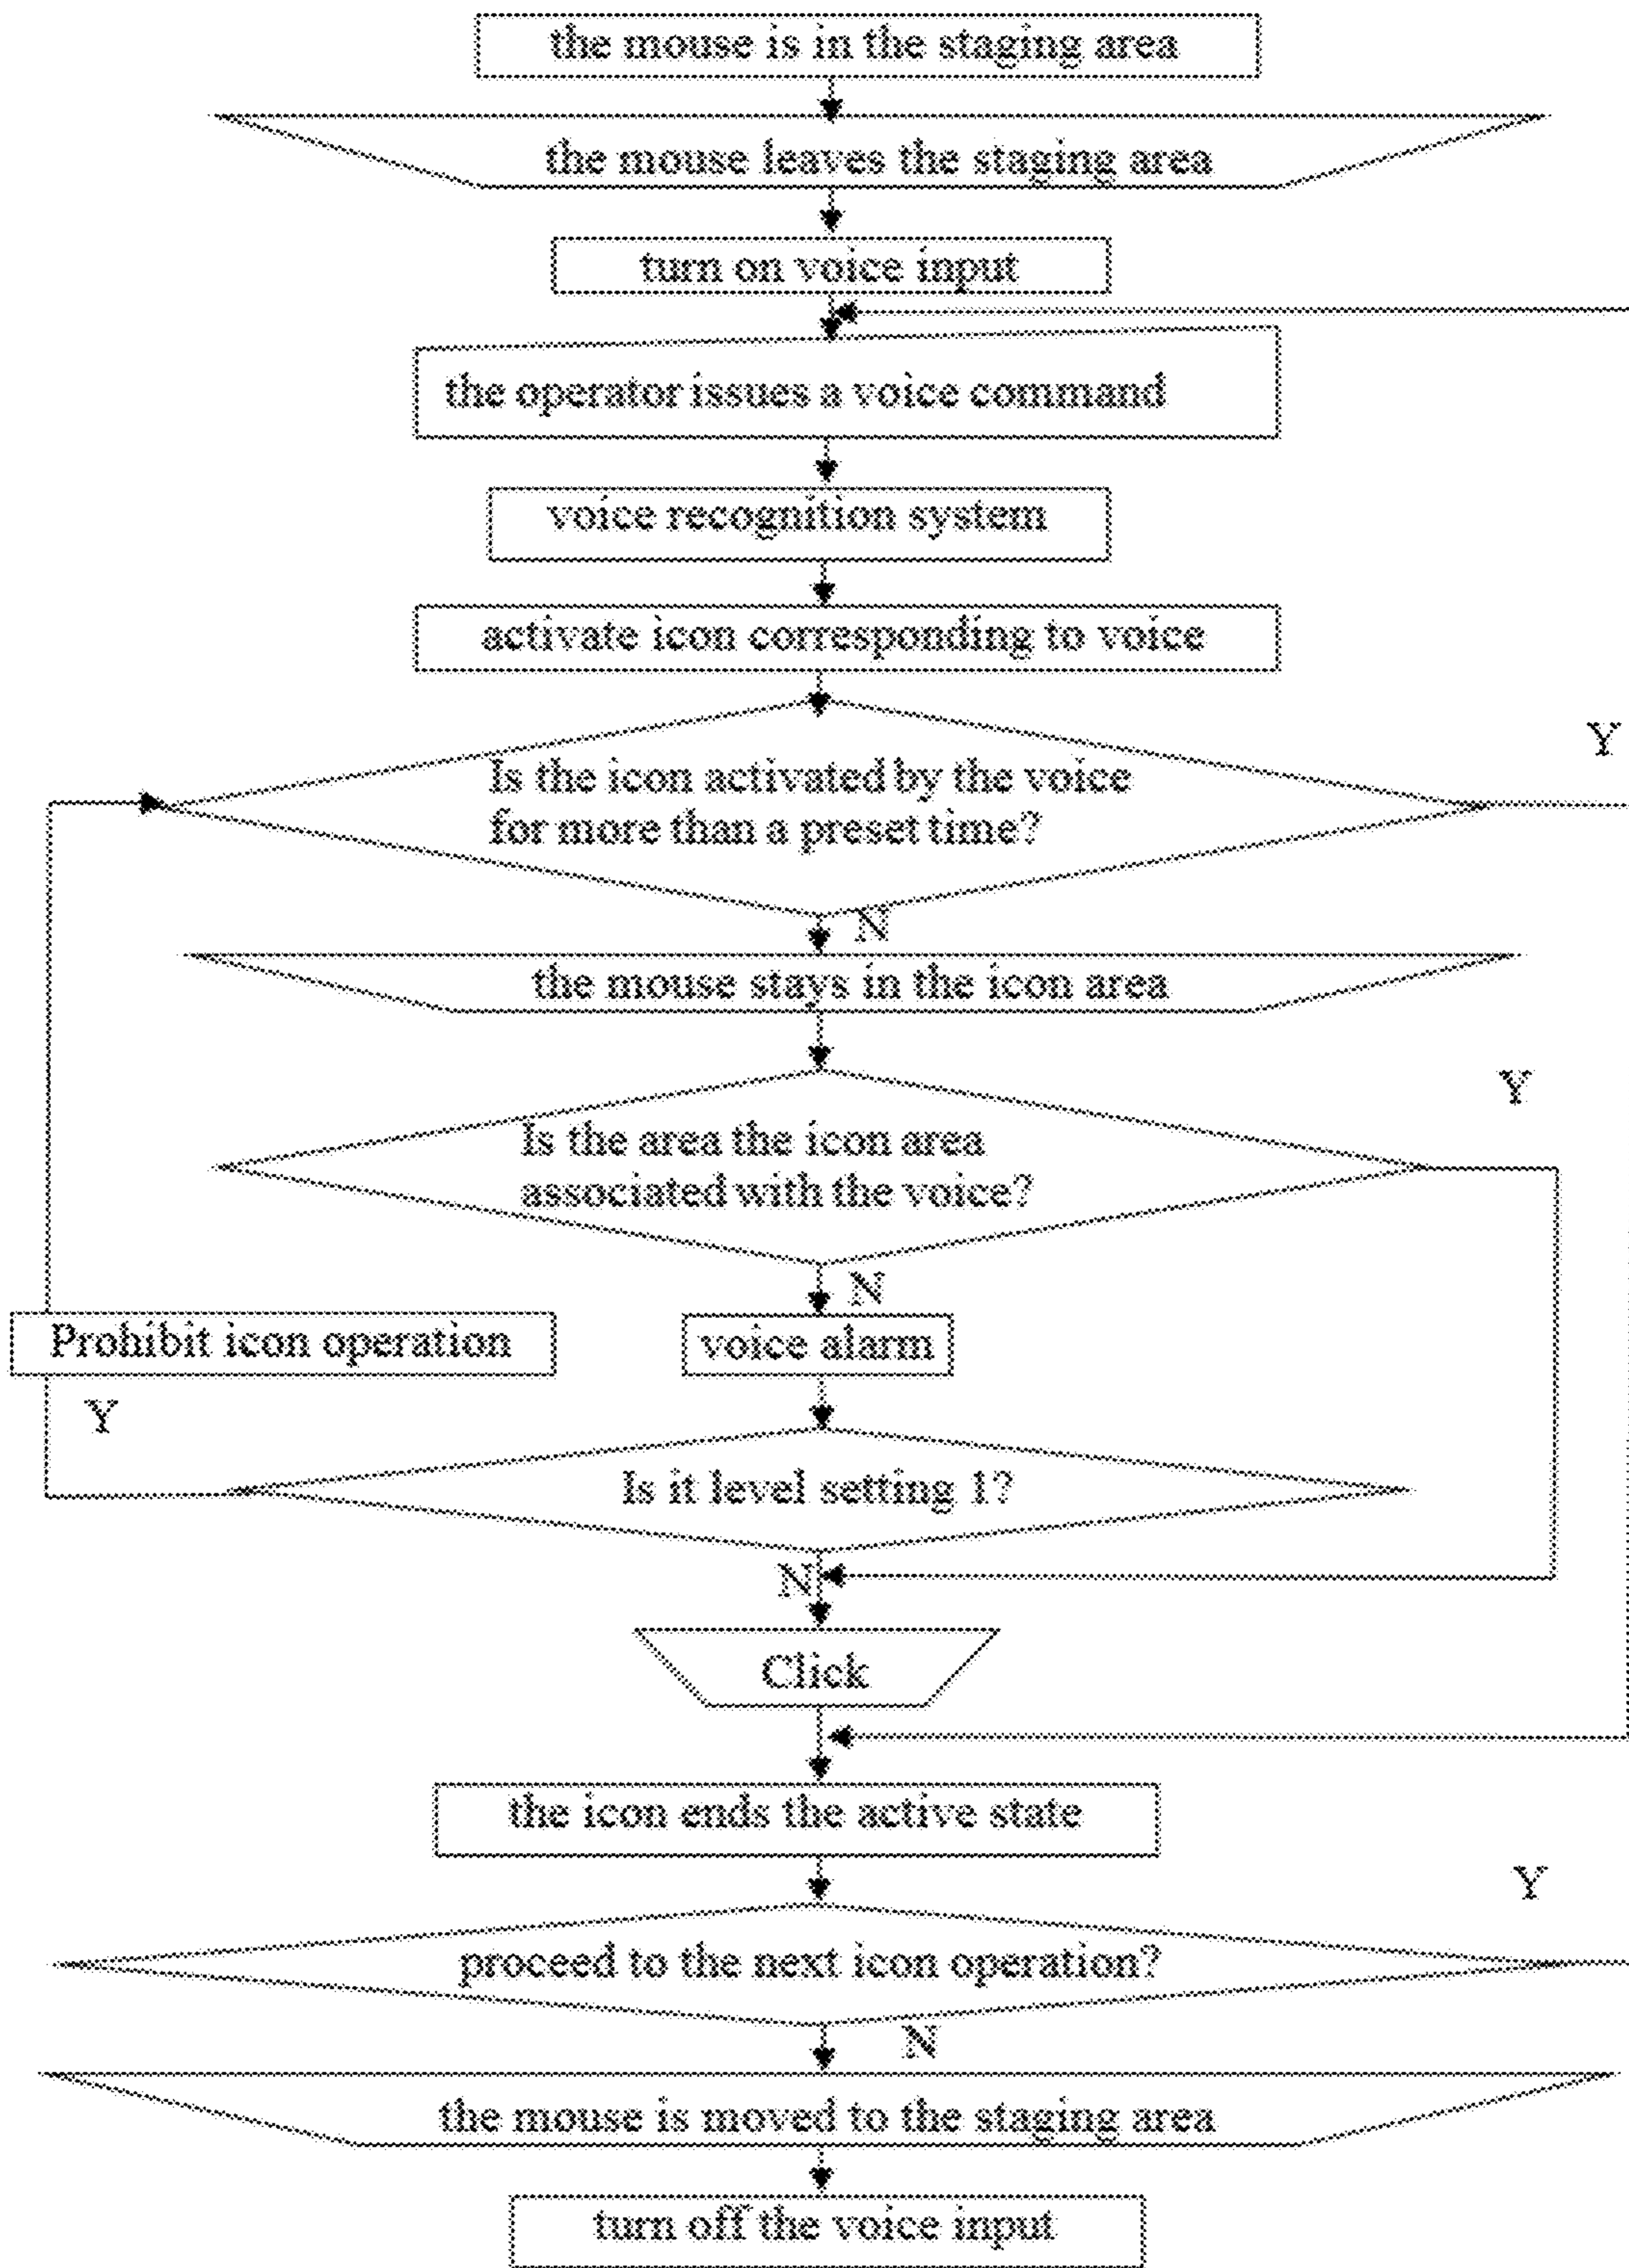 the mouse is in the staging area
the mouse leaves the staging area
turn on voice input
the operator issues a voice command
voice recognition system
activate icon corresponding to voice
Y
Is the icon activated by the voice
for more than a preset time?
N
the mouse stays in the icon area
Y
Is the area the icon area
associated with the voice?
N
Prohibit icon operation
voice alarm
Y
Is it level setting 1?
N
Click
the icon ends the active state
Y
proceed to the next icon operation?
N
the mouse is moved to the staging area
turn off the voice input